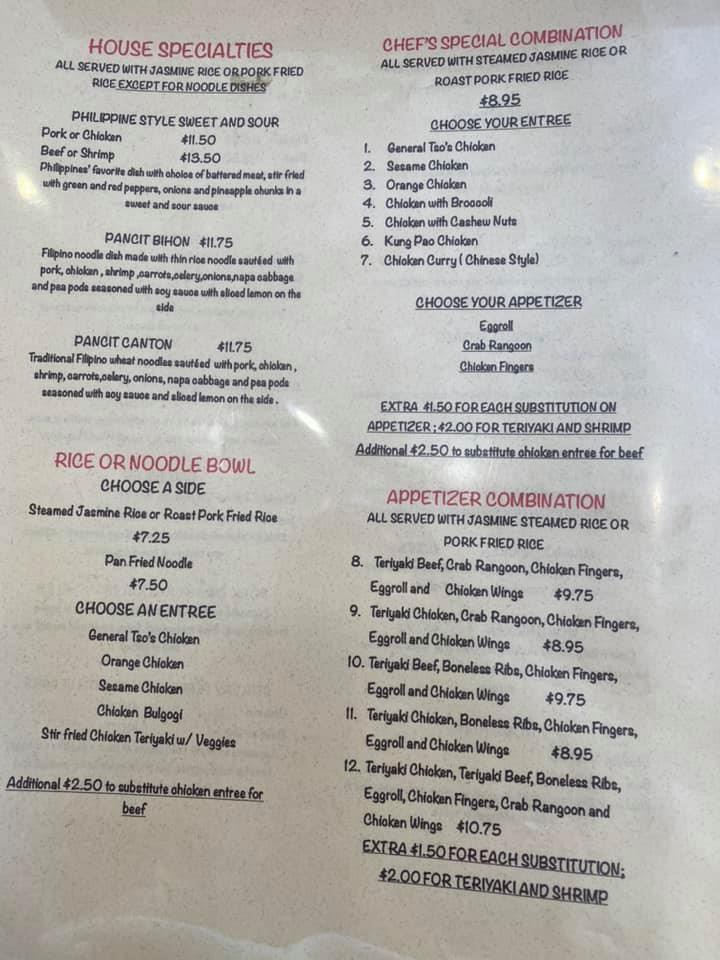 HOUSE SPECIALTIES
ALL SERVED WITH JASMINE RICE OR PORK FRIED
RICE EXCEPT FOR NOODLE DISHES
PHILIPPINE STYLE SWEET AND SOUR
Pork or Chicken $11.50
Beef or Shrimp $13.50
Philippines' favorite dish with choice of battered meat, stir fried
with green and red peppers, onions and pineapple chunks in a
sweet and sour sauce
PANCIT BIHON $11.75
Filipino noodle dish made with thin rice noodle sautéed with
pork, chicken , shrimp ,carrots,celery,onions,napa cabbage
and pea pods seasoned with soy sauce with sliced lemon on the
side
PANCIT CANTON $11.75
Traditional Filipino wheat noodles sautéed with pork, chicken ,
shrimp, carrots,celery, onions, napa cabbage and pea pods
seasoned with soy sauce and sliced lemon on the side .
RICE OR NOODLE BOWL
CHOOSE A SIDE
Steamed Jasmine Rice or Roast Pork Fried Rice
$7.25
Pan Fried Noodle
$7.50
CHOOSE AN ENTREE
General Tso's Chicken
Orange Chicken
Sesame Chicken
Chicken Bulgogi
Stir fried Chicken Teriyaki w/ Veggies
Additional $2.50 to substitute chicken entree for
beef
CHEF'S SPECIAL COMBINATION
ALL SERVED WITH STEAMED JASMINE RICE OR
ROAST PORK FRIED RICE
$8.95
CHOOSE YOUR ENTREE
1. General Tso's Chicken
2. Sesame Chicken
3. Orange Chicken
4. Chicken with Broccoli
5. Chicken with Cashew Nuts
6. Kung Pao Chicken
7. Chicken Curry ( Chinese Style)
CHOOSE YOUR APPETIZER
Eggroll
Crab Rangoon
Chicken Fingers
EXTRA $1.50 FOR EACH SUBSTITUTION ON
APPETIZER ; $2.00 FOR TERIYAKI AND SHRIMP
Additional $2.50 to substitute chicken entree for beef
APPETIZER COMBINATION
ALL SERVED WITH JASMINE STEAMED RICE OR
PORK FRIED RICE
8. Teriyaki Beef, Crab Rangoon, Chicken Fingers,
Eggroll and Chicken Wings $9.75
9. Teriyaki Chicken, Crab Rangoon, Chicken Fingers,
Eggroll and Chicken Wings $8.95
10. Teriyaki Beef, Boneless Ribs, Chicken Fingers,
Eggroll and Chicken Wings $9.75
11. Teriyaki Chicken, Boneless Ribs, Chicken Fingers,
Eggroll and Chicken Wings $8.95
12. Teriyaki Chicken, Teriyaki Beef, Boneless Ribs,
Eggroll, Chicken Fingers, Crab Rangoon and
Chicken Wings $10.75
EXTRA $1.50 FOR EACH SUBSTITUTION;
$2.00 FOR TERIYAKI AND SHRIMP